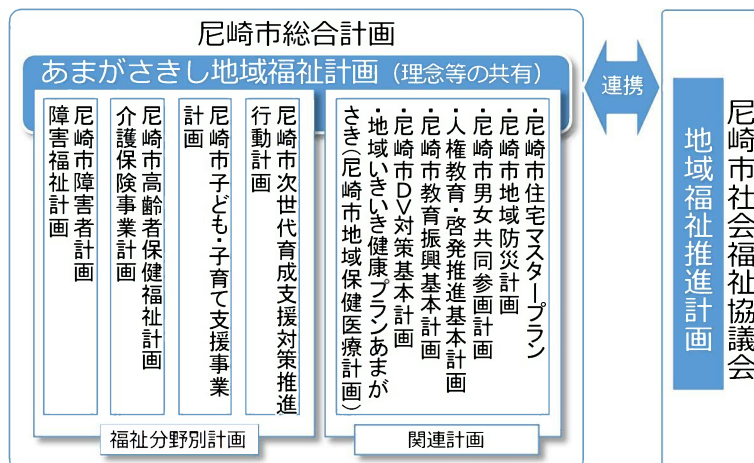 尼崎市総合計画
あまがさきし地域福祉計画（理念等の共有）
尼崎市障害者計画
障害福祉計画
尼崎市高齢者保健福祉計画
介護保険事業計画
尼崎市子ども・子育て支援事業
計画
尼崎市次世代育成支援対策推進
行動計画
福祉分野別計画
・尼崎市住宅マスタープラン
・尼崎市地域防災計画
・尼崎市男女共同参画計画
・人権教育・啓発推進基本計画
・尼崎市教育振興基本計画
・尼崎市DV対策基本計画
・地域いきいき健康プランあまが
さき（尼崎市地域保健医療計画）
関連計画
連携
尼崎市社会福祉協議会
地域福祉推進計画